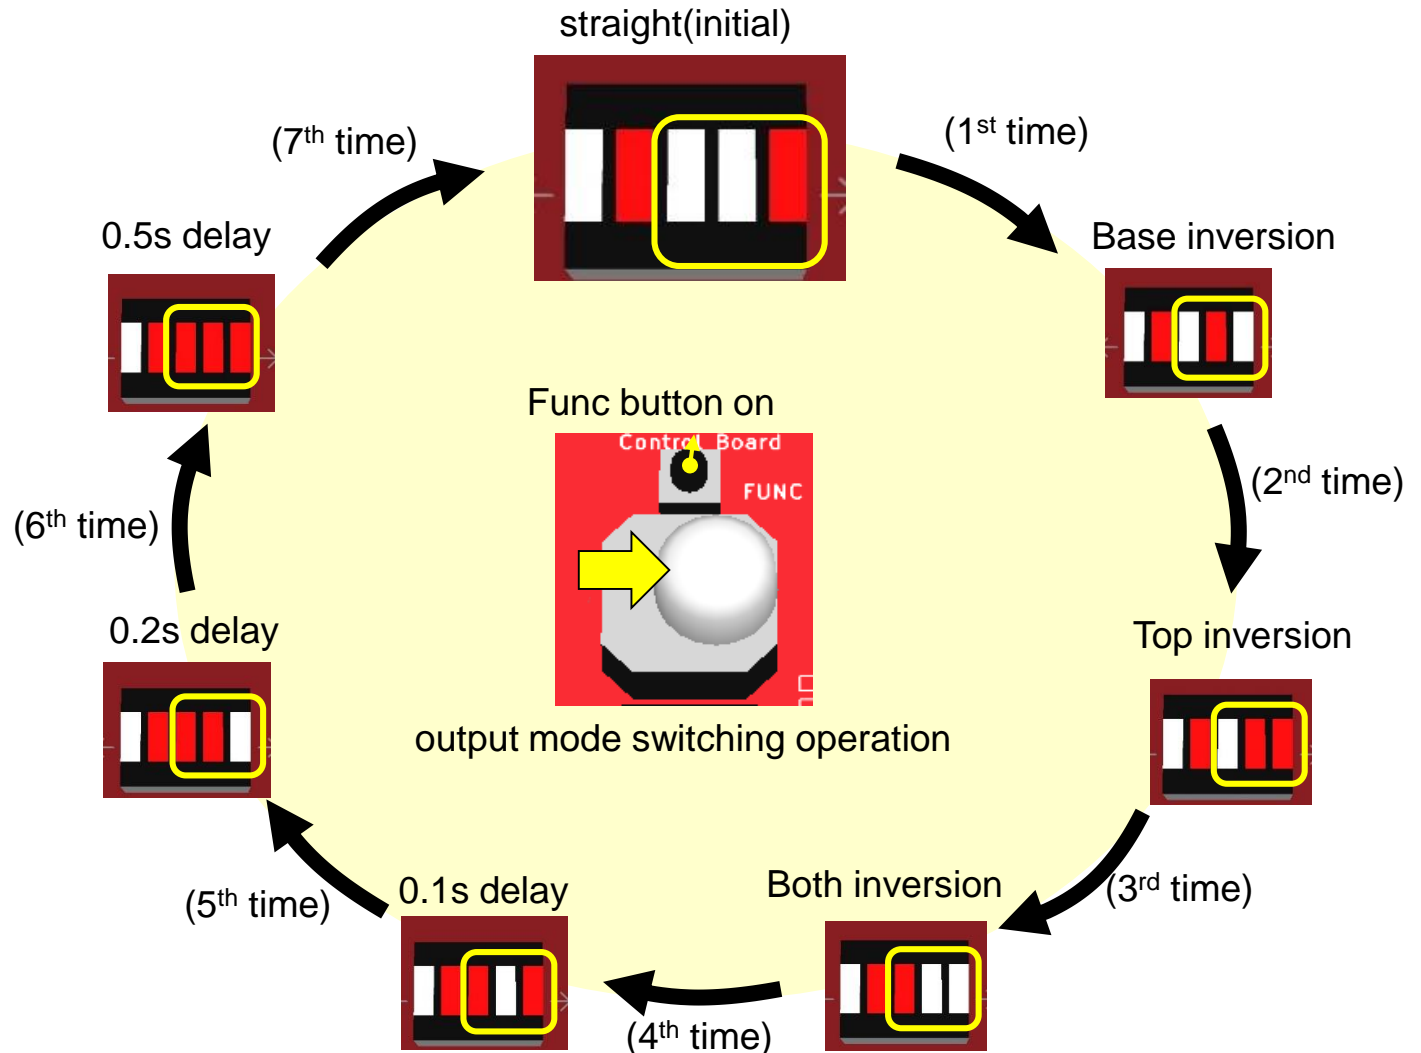 straight(initial)
(7th time)
(1st time)
0.5s delay
Base inversion
Func button on
Control Board
FUNC
(2nd time)
(6th time)
0.2s delay
Top inversion
output mode switching operation
(5th time)
0.1s delay
Both inversion
(3rd time)
(4th time)